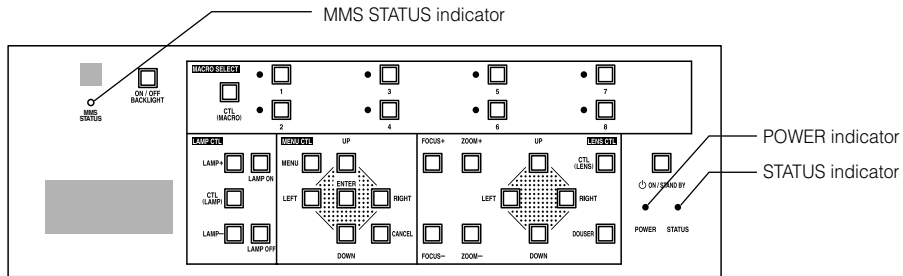 MMS STATUS indicator
MACRO SELECT
ON / OFF
BACKLIGHT
MMS
STATUS
CTL
(MACRO)
1
3
5
7
2
4
6
8
LAMP CTL
MENU CTL
UP
FOCUS+
ZOOM+
UP
LENS CTL
LAMP+
LAMP ON
MENU
ENTER
CTL
(LENS)
POWER indicator
STATUS indicator
ON / STAND BY
CTL
(LAMP)
LEFT
RIGHT
LEFT
RIGHT
LAMP−
LAMP OFF
CANCEL
DOUSER
POWER
STATUS
DOWN
FOCUS−
ZOOM−
DOWN